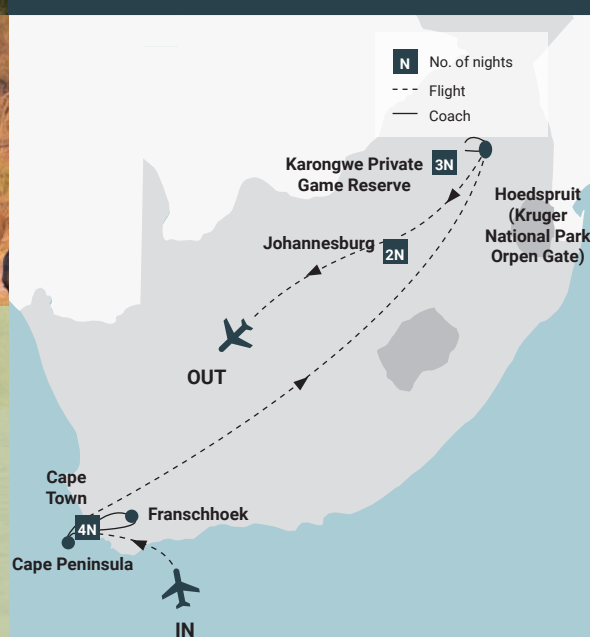 N No. of nights
Flight
Coach
Karongwe Private
Game Reserve
3N
Hoedspruit
(Kruger
National Park
Orpen Gate)
Johannesburg
2N
OUT
Cape
Town
4N
Franschhoek
Cape Peninsula
IN